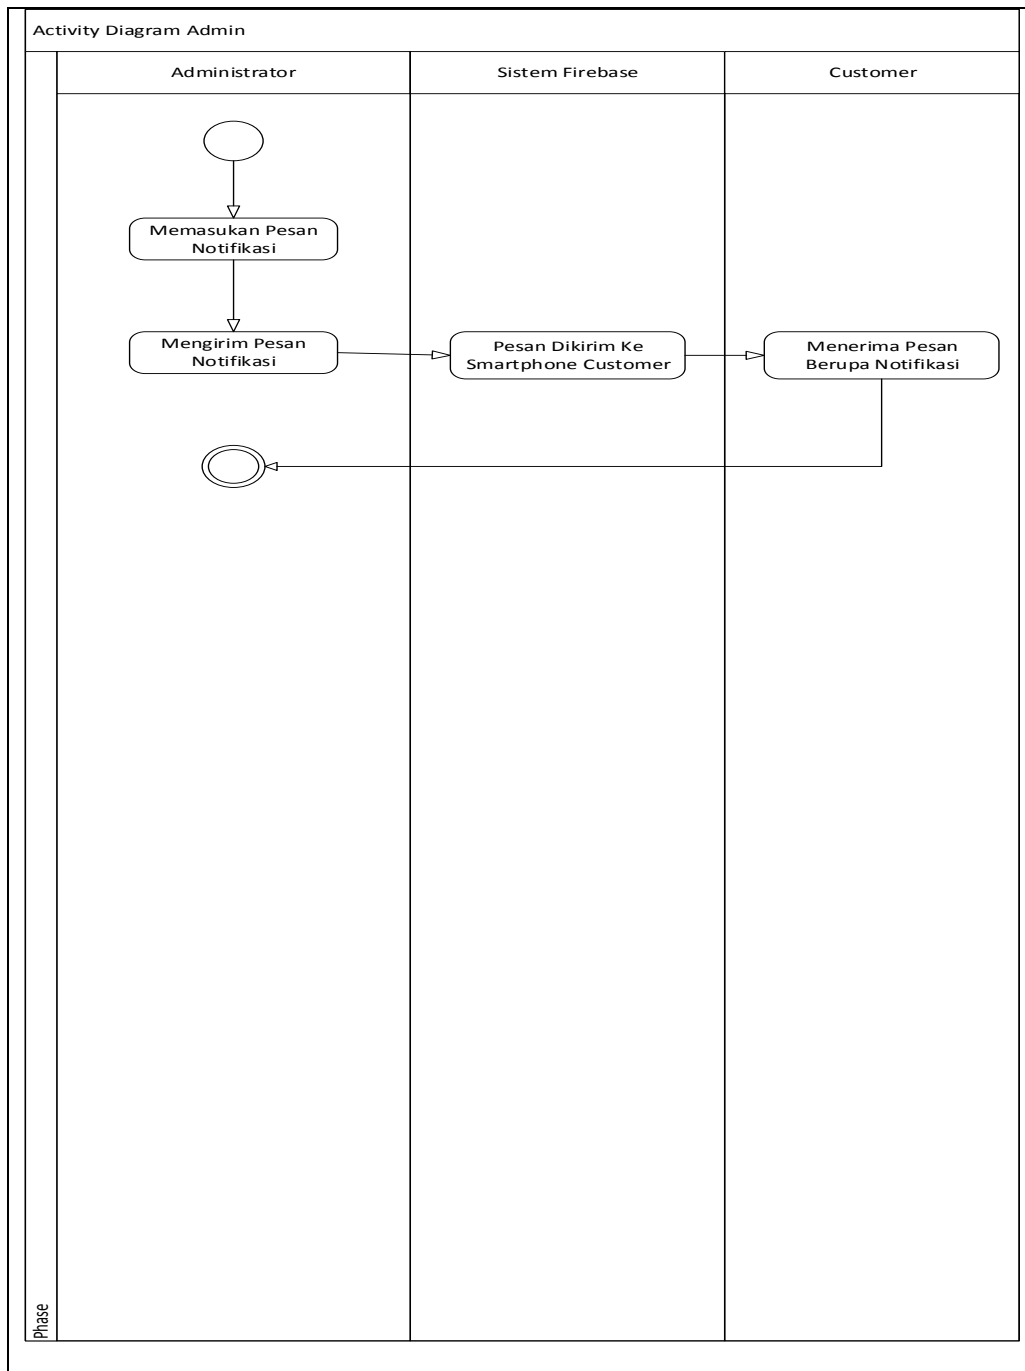 Activity Diagram Admin
Administrator
Sistem Firebase
Customer
Memasukan Pesan
Notifikasi
Mengirim Pesan
Notifikasi
Pesan Dikirim Ke
Smartphone Customer
Menerima Pesan
Berupa Notifikasi
Phase